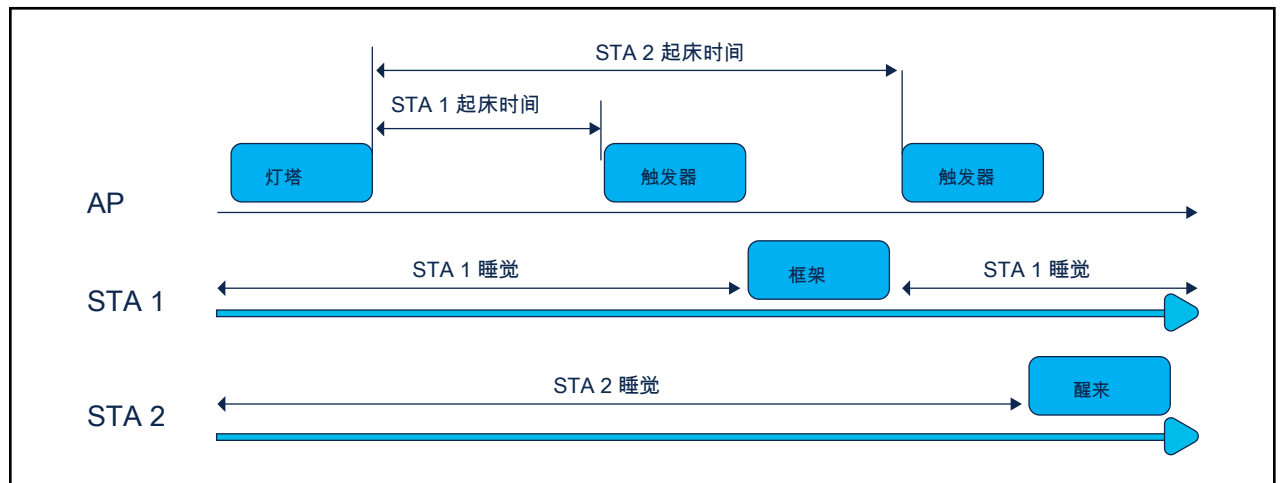 STA 2 起床时间
STA 1 起床时间
灯塔
触发器
触发器
AP
STA 1 睡觉
框架
STA 1 睡觉
STA 1
STA 2 睡觉
醒来
STA 2